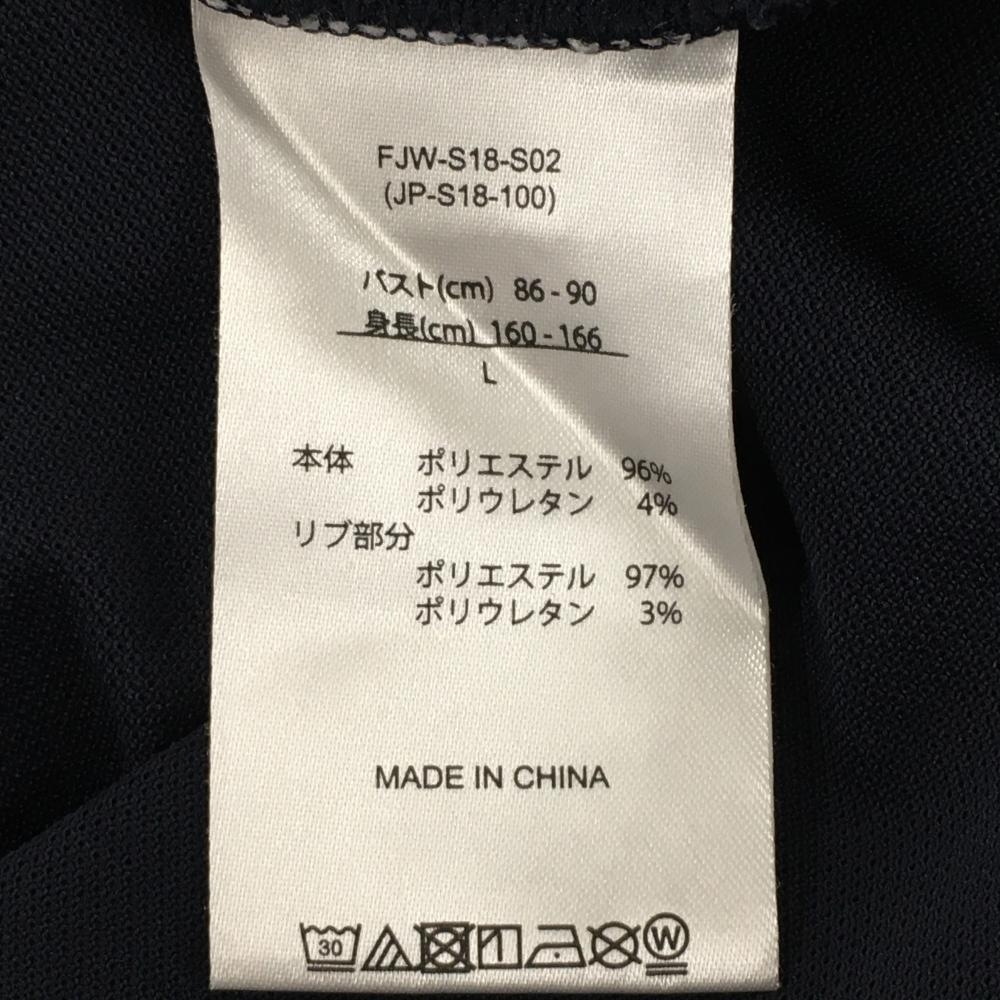 FJW-S18-S02
(JP-S18-100)
バスト(cm) 86 - 90
身長(cm) 160 - 166
L
本体 ポリエステル 96%
ポリウレタン 4%
リブ部分
ポリエステル 97%
ポリウレタン 3%
MADE IN CHINA
30 W